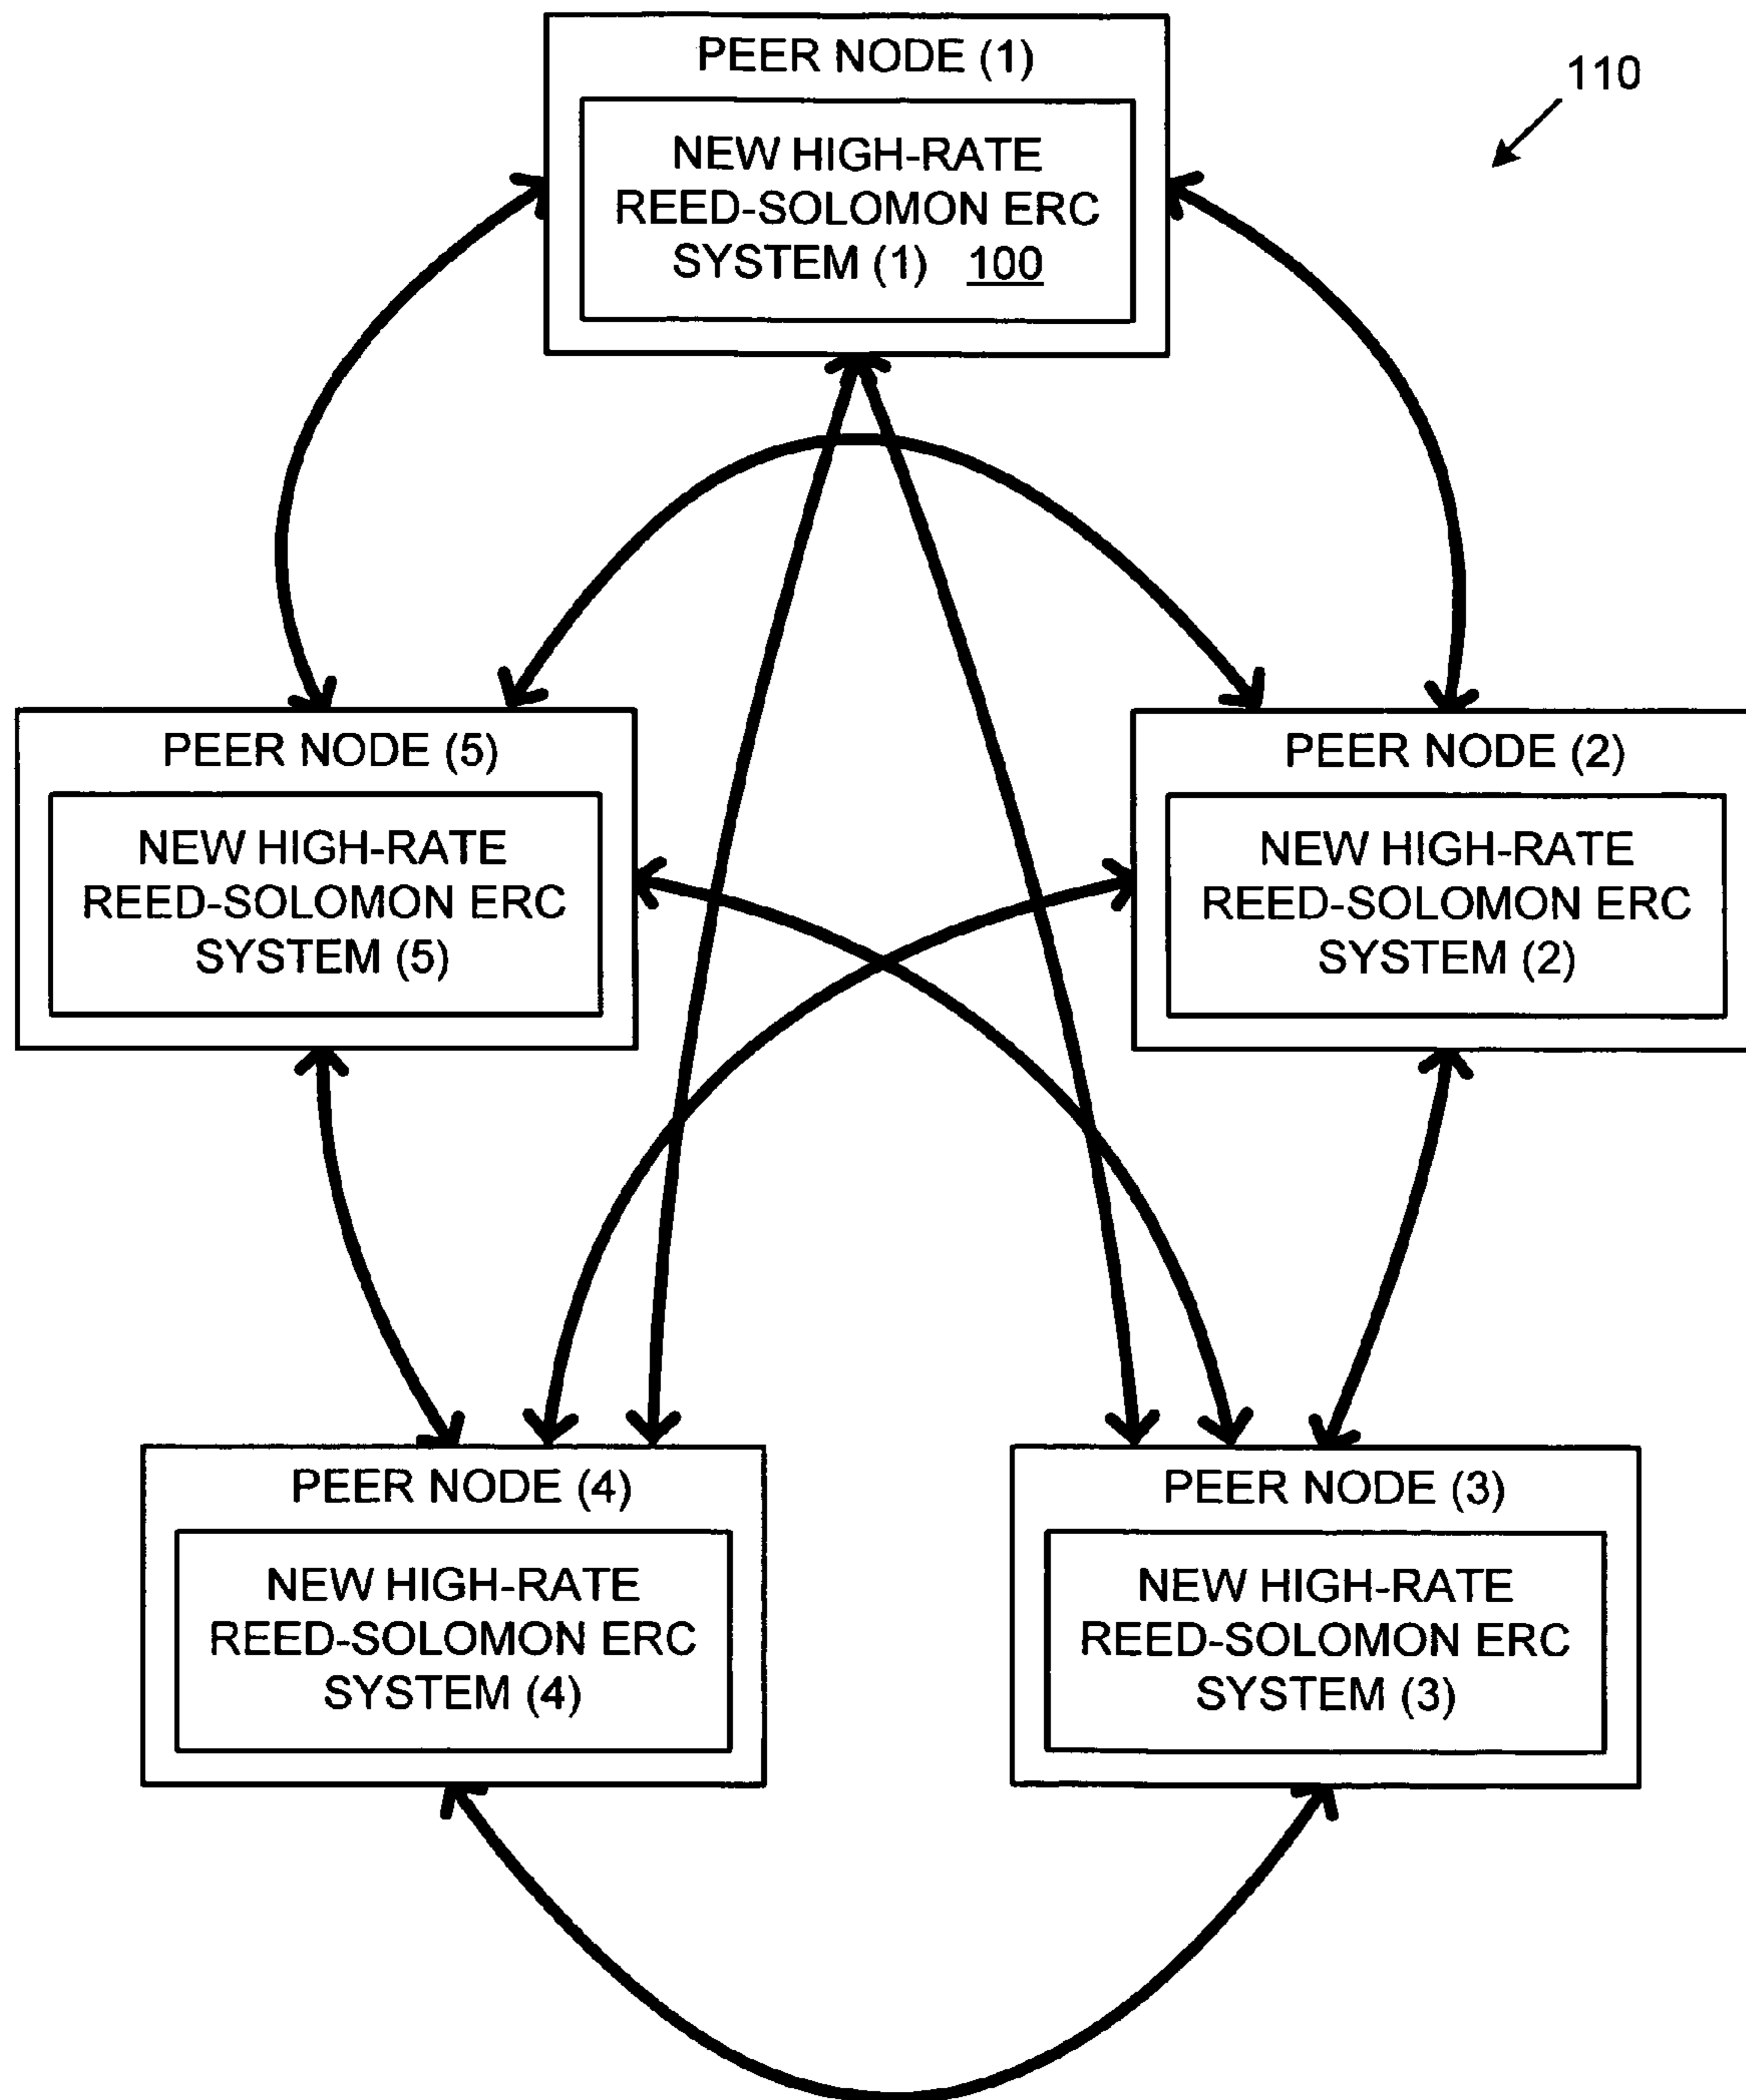 PEER NODE (1)
110
NEW HIGH-RATE
REED-SOLOMON ERC
SYSTEM (1) 100
PEER NODE (5)
NEW HIGH-RATE
REED-SOLOMON ERC
SYSTEM (5)
PEER NODE (2)
NEW HIGH-RATE
REED-SOLOMON ERC
SYSTEM (2)
PEER NODE (4)
NEW HIGH-RATE
REED-SOLOMON ERC
SYSTEM (4)
PEER NODE (3)
NEW HIGH-RATE
REED-SOLOMON ERC
SYSTEM (3)